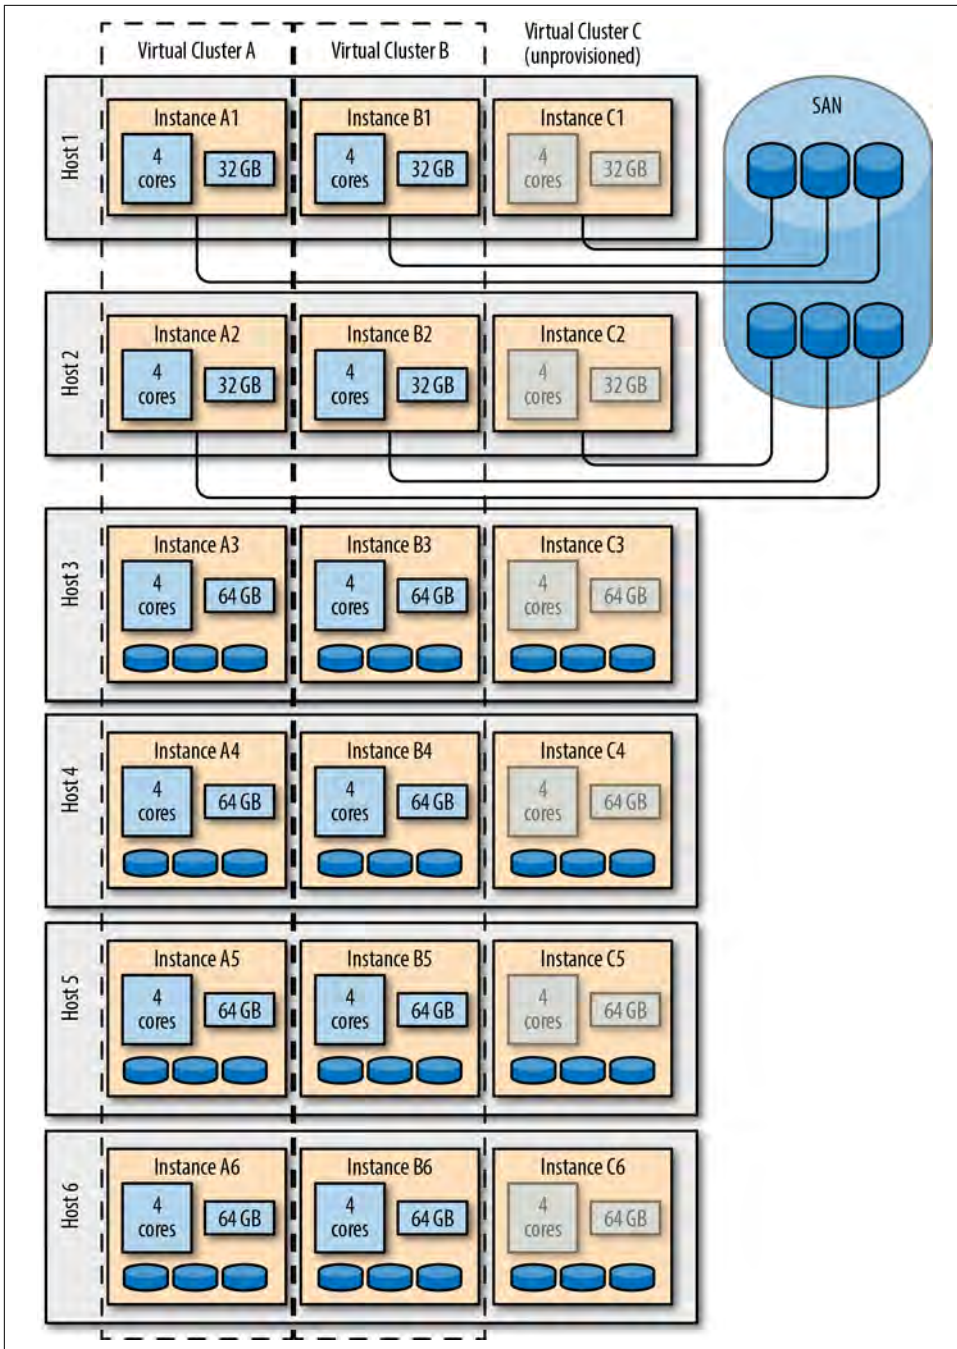 Virtual Cluster A
Virtual Cluster B
Virtual Cluster C
(unprovisioned)
SAN
Host 1
Instance A1
4
cores
32 GB
Instance B1
4
cores
32 GB
Instance C1
4
cores
32 GB
Host 2
Instance A2
4
cores
32 GB
Instance B2
4
cores
32 GB
Instance C2
4
cores
32 GB
Host 3
Instance A3
4
cores
64 GB
Instance B3
4
cores
64 GB
Instance C3
4
cores
64 GB
Host 4
Instance A4
4
cores
64 GB
Instance B4
4
cores
64 GB
Instance C4
4
cores
64 GB
Host 5
Instance A5
4
cores
64 GB
Instance B5
4
cores
64 GB
Instance C5
4
cores
64 GB
Host 6
Instance A6
4
cores
64 GB
Instance B6
4
cores
64 GB
Instance C6
4
cores
64 GB